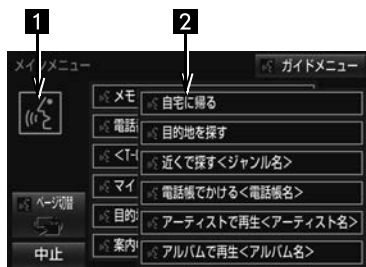 1 2
メインメニュー ガイドメニュー
メモ
自宅に帰る
電話
目的地を探す
<T-
近くで探す<ジャンル名>
マイ
電話帳でかける<電話帳名>
ページ切替
目的
アーティストで再生<アーティスト名>
中止
案内
アルバムで再生<アルバム名>